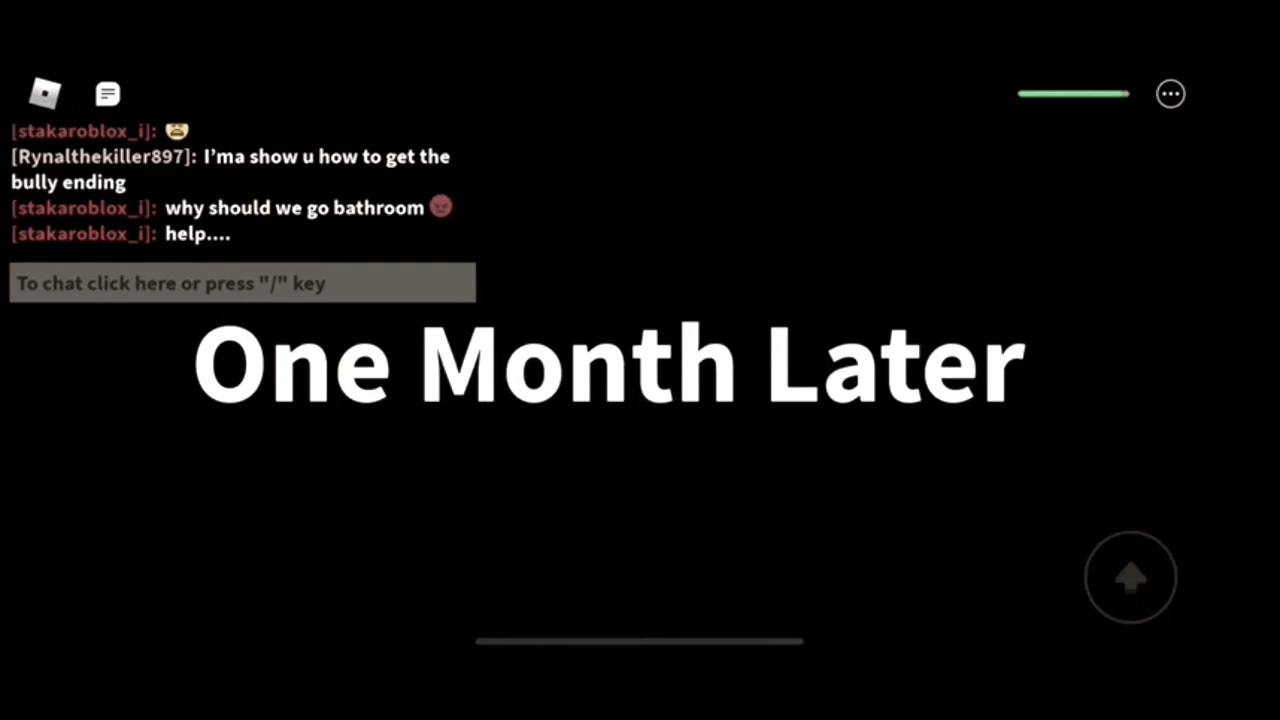 [stakaroblox_i]:
[Rynalthekiller897]: I'ma show u how to get the
bully ending
[stakaroblox_i]: why should we go bathroom
[stakaroblox_i]: help....
To chat click here or press "/" key
One Month Later